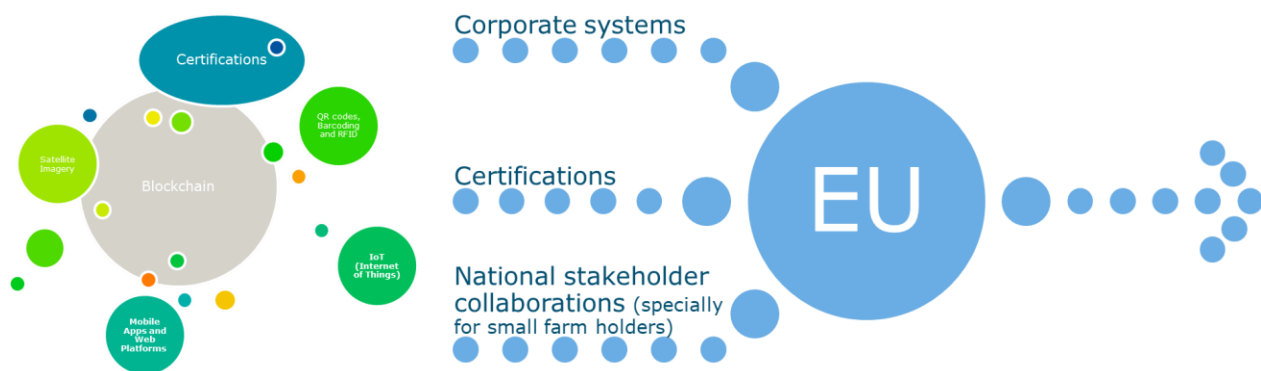 Certifications
QR codes,
Barcoding
and RFID
Satellite
Imagery
Blockchain
IoT
(Internet
of Things)
Mobile
Apps and
Web
Platforms
Corporate systems
Certifications
National stakeholder
collaborations (specially
for small farm holders)
EU